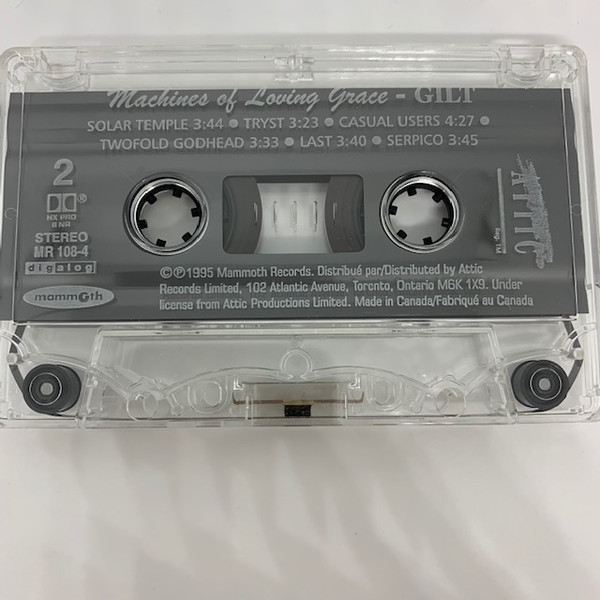 Machines of Loving Grace - GILT
SOLAR TEMPLE 3:44 • TRYST 3:23 • CASUAL USERS 4:27 •
TWOFOLD GODHEAD 3:33 • LAST 3:40 • SERPICO 3:45
2
HX PRO
B NR
STEREO
MR 108-4
digalog
mammoth
ATTIC
©℗1995 Mammoth Records. Distribué par/Distributed by Attic
Records Limited, 102 Atlantic Avenue, Toronto, Ontario M6K 1X9. Under
license from Attic Productions Limited. Made in Canada/Fabriqué au Canada